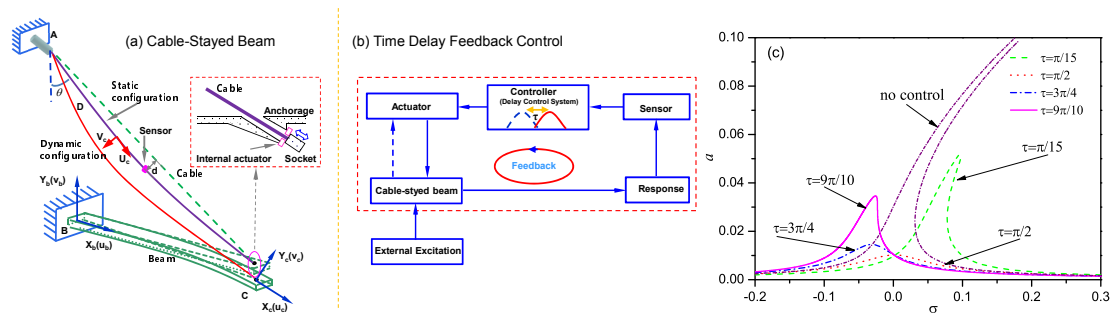 (a) Cable-Stayed Beam
A
θ
Static
configuration
D
Sensor
V_c
U_c
d
Dynamic
configuration
Cable
Y_b(v_b)
B
X_b(u_b)
Beam
Y_c(v_c)
C
X_c(u_c)
Cable
Anchorage
Internal actuator
Socket
(b) Time Delay Feedback Control
Actuator
Controller
(Delay Control System)
τ
Sensor
Feedback
Cable-styed beam
Response
External Excitation
(c)
a
0.10
0.08
0.06
0.04
0.02
0.00
-0.2
-0.1
0.0
0.1
0.2
0.3
σ
no control
τ=π/15
τ=π/2
τ=3π/4
τ=9π/10
τ=π/15
τ=9π/10
τ=3π/4
τ=π/2